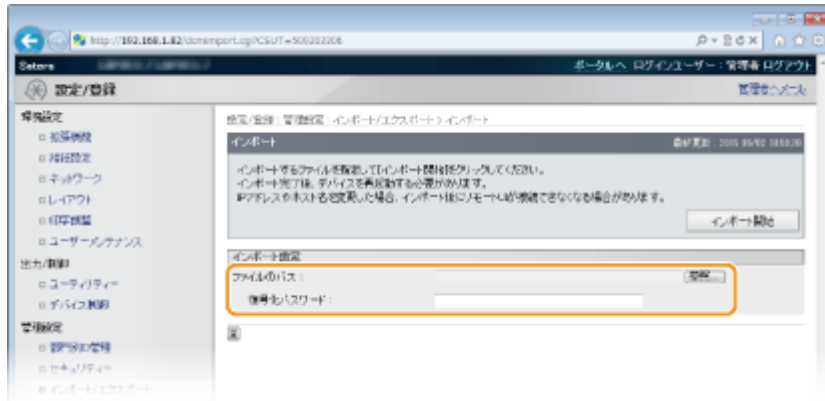 http://192.168.1.82/dcmimport.cgi?CSUT=509203206
Satera
ポータルへ ログインユーザー：管理者 ログアウト
設定/登録
管理者へメール
環境設定
拡張機能
接続設定
ネットワーク
レイアウト
印字調整
ユーザーメンテナンス
出力/制御
ユーティリティー
デバイス制御
管理設定
部門別ID管理
セキュリティー
インポート/エクスポート
設定/登録 : 管理設定 : インポート/エクスポート > インポート
インポート
最終更新 :
インポートするファイルを指定して[インポート開始]をクリックしてください。
インポート完了後、デバイスを再起動する必要があります。
IPアドレスやホスト名を変更した場合、インポート後にリモートUIが接続できなくなる場合があります。
インポート開始
インポート設定
ファイルのパス :
参照...
復号化パスワード :